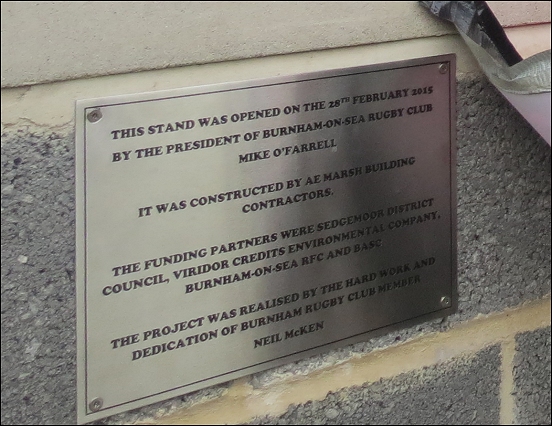 THIS STAND WAS OPENED ON THE 28TH FEBRUARY 2015
BY THE PRESIDENT OF BURNHAM-ON-SEA RUGBY CLUB
MIKE O'FARRELL
IT WAS CONSTRUCTED BY AE MARSH BUILDING
CONTRACTORS.
THE FUNDING PARTNERS WERE SEDGEMOOR DISTRICT
COUNCIL, VIRIDOR CREDITS ENVIRONMENTAL COMPANY,
BURNHAM-ON-SEA RFC AND BASC
THE PROJECT WAS REALISED BY THE HARD WORK AND
DEDICATION OF BURNHAM RUGBY CLUB MEMBER
NEIL McKEN